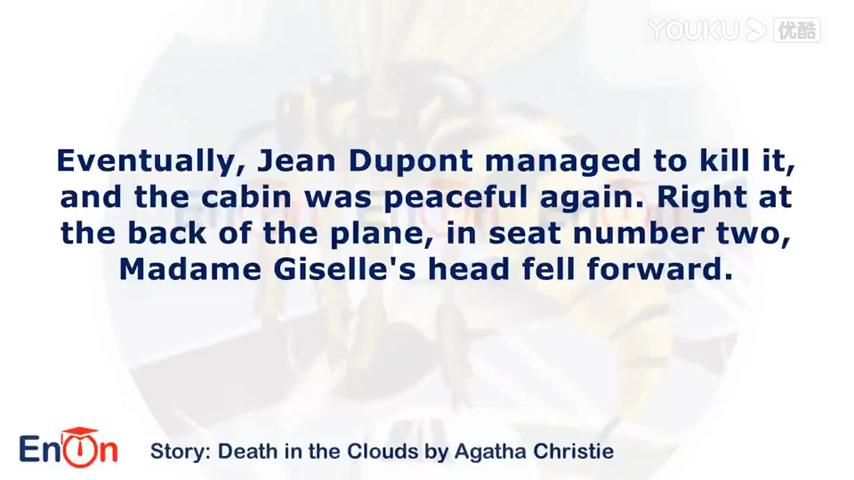 YOUKU 优酷
Eventually, Jean Dupont managed to kill it,
and the cabin was peaceful again. Right at
the back of the plane, in seat number two,
Madame Giselle's head fell forward.
EnOn
Story: Death in the Clouds by Agatha Christie